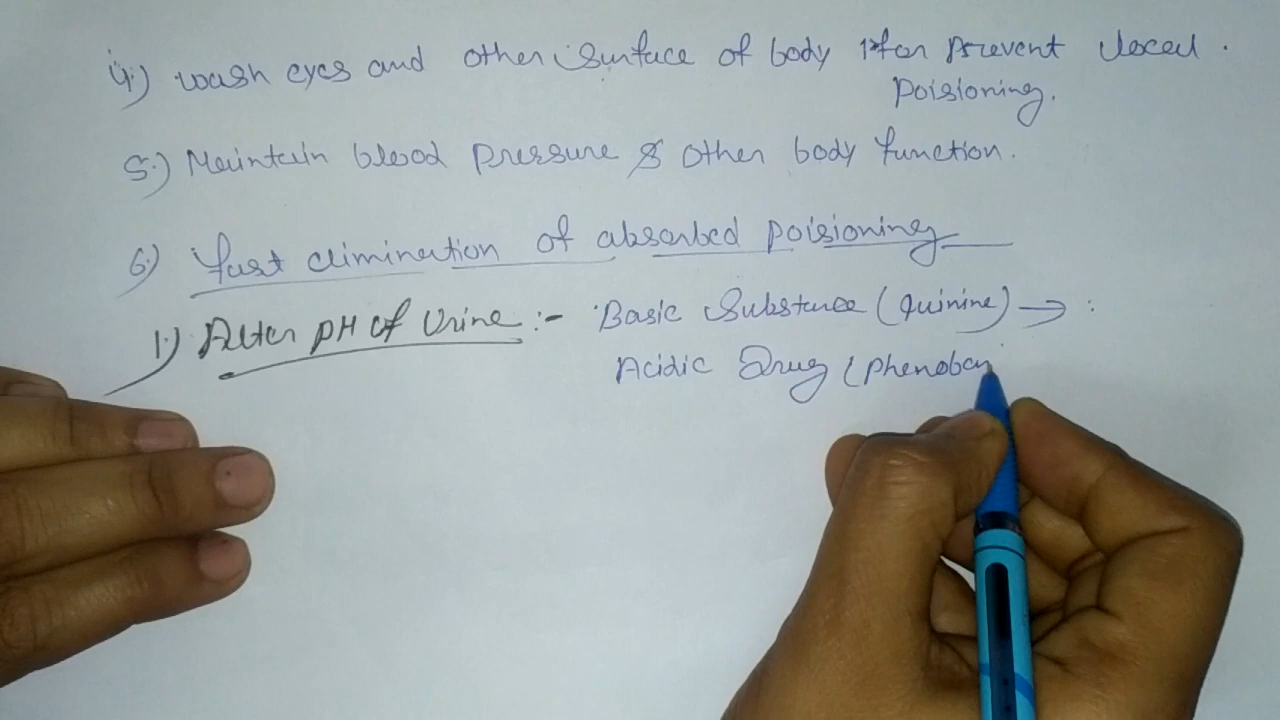 4.) wash eyes and other surface of body for prevent local.
Poisioning.
5.) Maintain blood pressure & other body function.
6) fast elimination of absorbed poisioning
1.) Alter pH of Urine :- Basic Substance (Quinine) → :
Acidic Drug (Phenobar